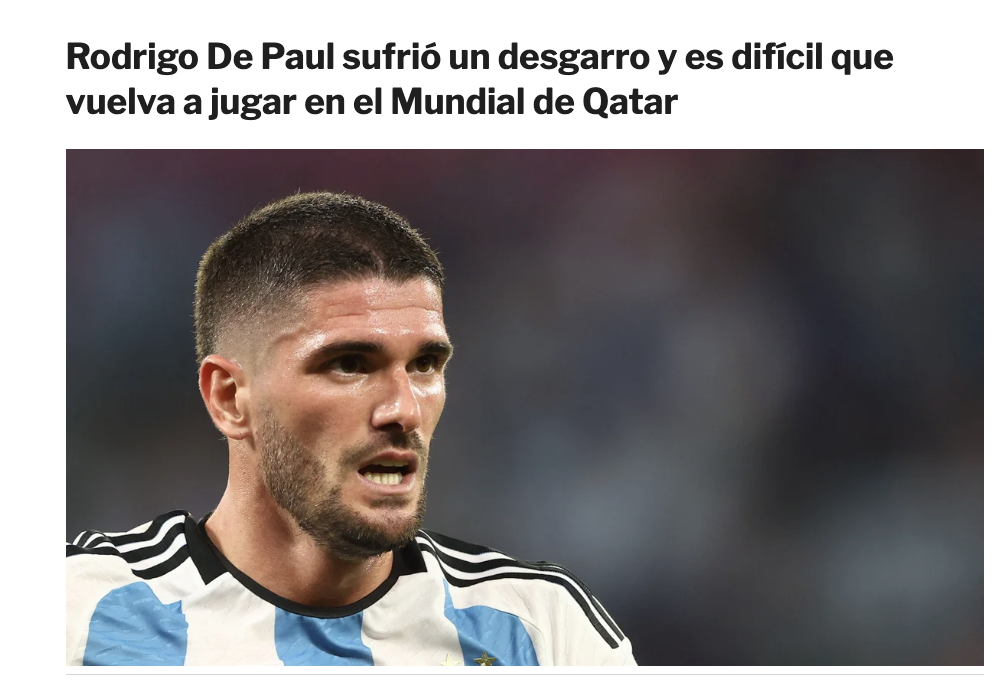 Rodrigo De Paul sufrió un desgarro y es difícil que
vuelva a jugar en el Mundial de Qatar